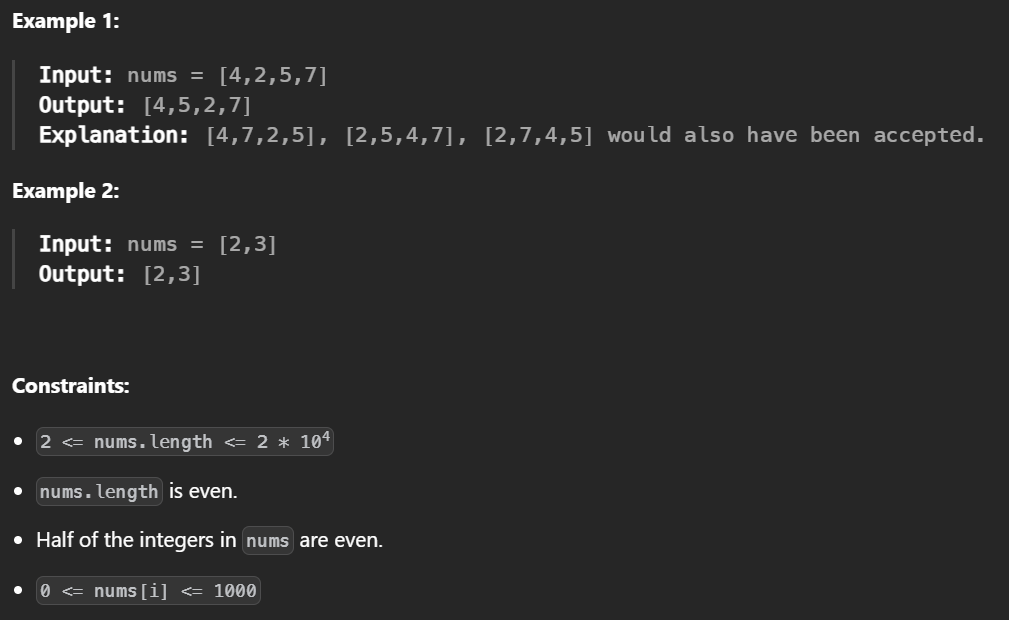 Example 1:
Input: nums = [4,2,5,7]
Output: [4,5,2,7]
Explanation: [4,7,2,5], [2,5,4,7], [2,7,4,5] would also have been accepted.
Example 2:
Input: nums = [2,3]
Output: [2,3]
Constraints:
• 2 <= nums.length <= 2 * 10⁴
• nums.length is even.
• Half of the integers in nums are even.
• 0 <= nums[i] <= 1000